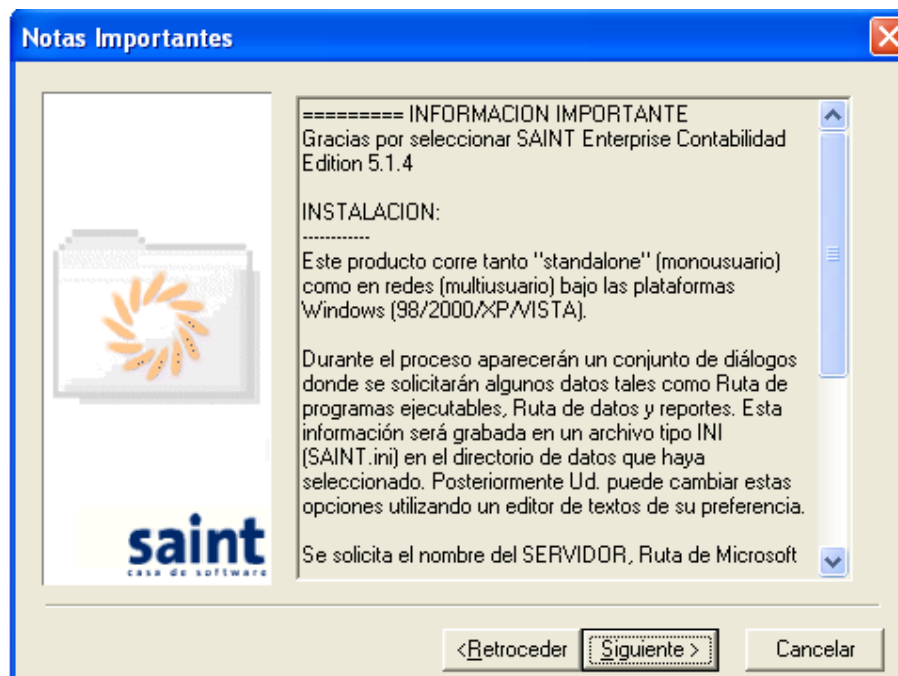 Notas Importantes
========= INFORMACION IMPORTANTE
Gracias por seleccionar SAINT Enterprise Contabilidad
Edition 5.1.4
INSTALACION:
------------
Este producto corre tanto "standalone" (monousuario)
como en redes (multiusuario) bajo las plataformas
Windows (98/2000/XP/VISTA).
Durante el proceso aparecerán un conjunto de diálogos
donde se solicitarán algunos datos tales como Ruta de
programas ejecutables, Ruta de datos y reportes. Esta
información será grabada en un archivo tipo INI
(SAINT.ini) en el directorio de datos que haya
seleccionado. Posteriormente Ud. puede cambiar estas
opciones utilizando un editor de textos de su preferencia.
Se solicita el nombre del SERVIDOR, Ruta de Microsoft
saint
casa de software
<Retroceder
Siguiente >
Cancelar